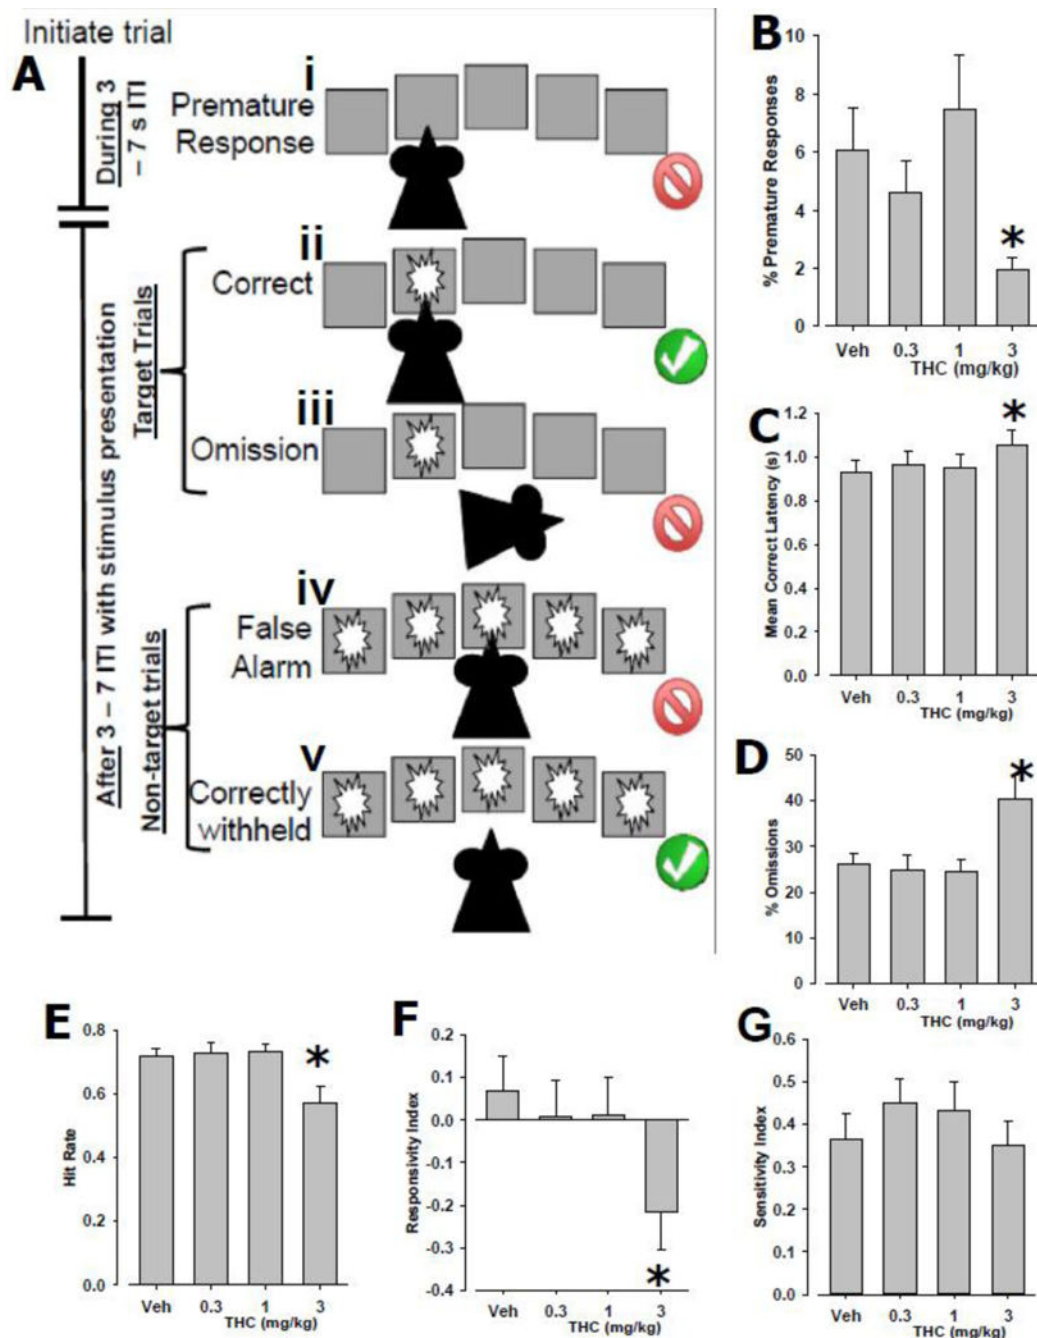 Initiate trial
A
During 3
– 7 s ITI
i
Premature
Response
After 3 – 7 ITI with stimulus presentation
Target Trials
ii
Correct
iii
Omission
Non-target trials
iv
False
Alarm
v
Correctly
withheld
B
% Premature Responses
10
8
6
4
2
0
Veh 0.3 1 3
THC (mg/kg)
*
C
Mean Correct Latency (s)
1.2
1.0
0.8
0.6
0.4
0.2
0.0
Veh 0.3 1 3
THC (mg/kg)
*
D
% Omissions
50
40
30
20
10
0
Veh 0.3 1 3
THC (mg/kg)
*
E
Hit Rate
0.8
0.6
0.4
0.2
0.0
Veh 0.3 1 3
THC (mg/kg)
*
F
Responsivity Index
0.2
0.1
0.0
-0.1
-0.2
-0.3
-0.4
Veh 0.3 1 3
THC (mg/kg)
*
G
Sensitivity Index
0.6
0.5
0.4
0.3
0.2
0.1
0.0
Veh 0.3 1 3
THC (mg/kg)